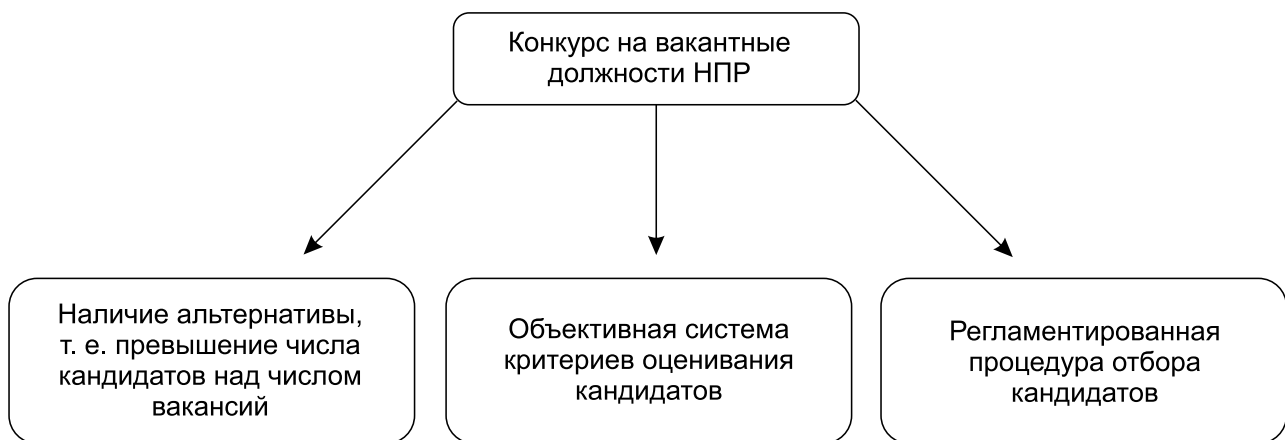 Конкурс на вакантные
должности НПР
Наличие альтернативы,
т. е. превышение числа
кандидатов над числом
вакансий
Объективная система
критериев оценивания
кандидатов
Регламентированная
процедура отбора
кандидатов